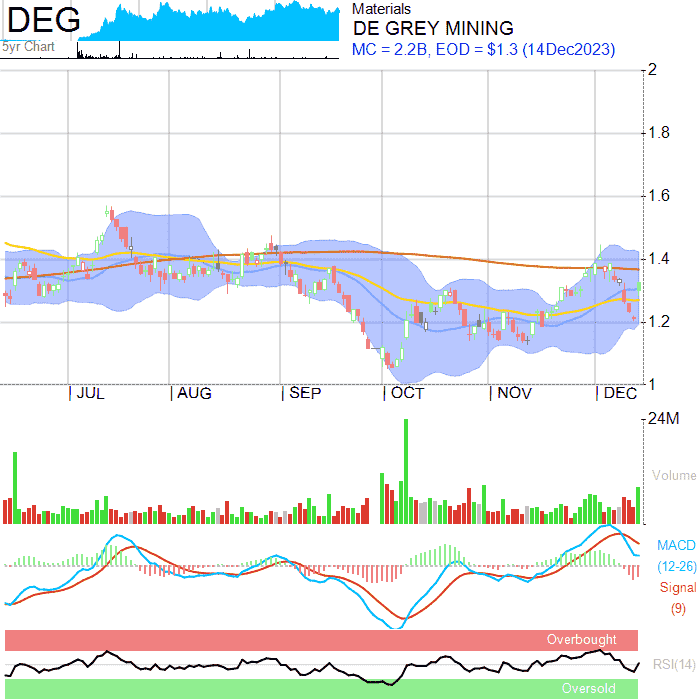 DEG
5yr Chart
Materials
DE GREY MINING
MC = 2.2B, EOD = $1.3 (14Dec2023)
2
1.8
1.6
1.4
1.2
1
JUL
AUG
SEP
OCT
NOV
DEC
24M
Volume
MACD
(12-26)
Signal
(9)
Overbought
RSI(14)
Oversold